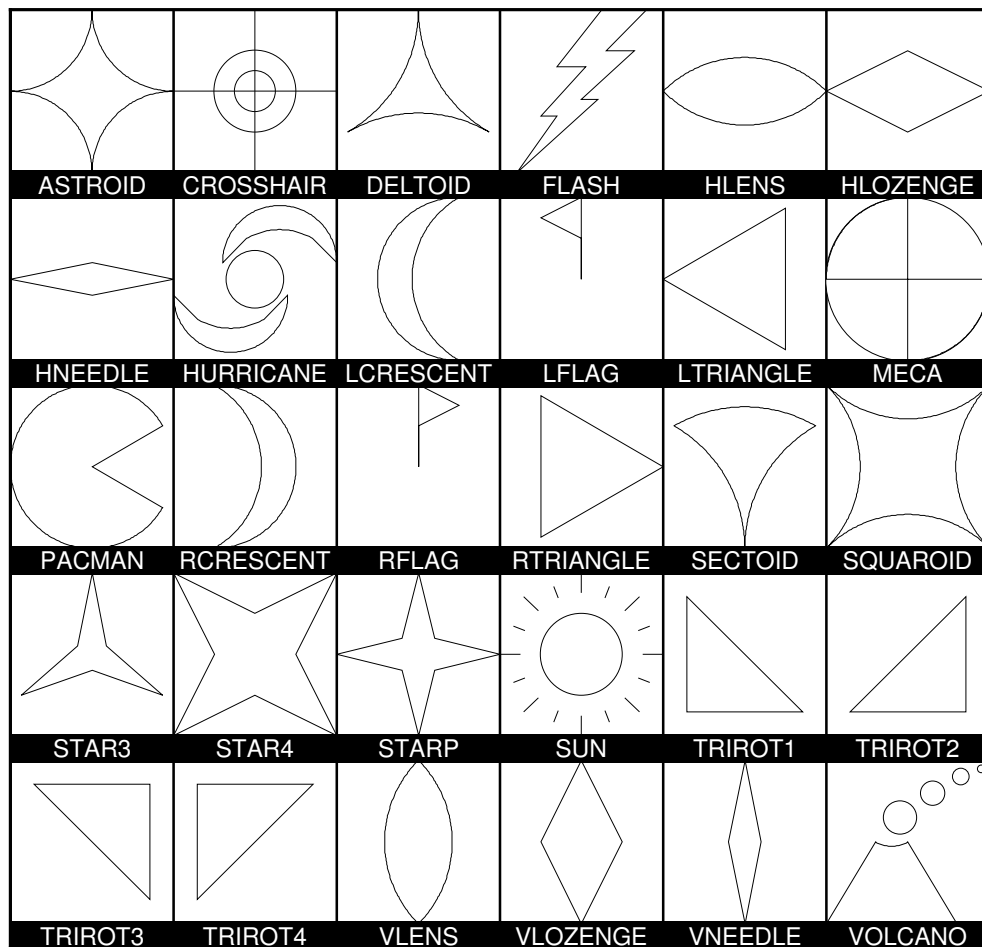 ASTROID CROSSHAIR DELTOID FLASH HLENS HLOZENGE
HNEEDLE HURRICANE LCRESCENT LFLAG LTRIANGLE MECA
PACMAN RCRESCENT RFLAG RTRIANGLE SECTOID SQUAROID
STAR3 STAR4 STARP SUN TRIROT1 TRIROT2
TRIROT3 TRIROT4 VLENS VLOZENGE VNEEDLE VOLCANO